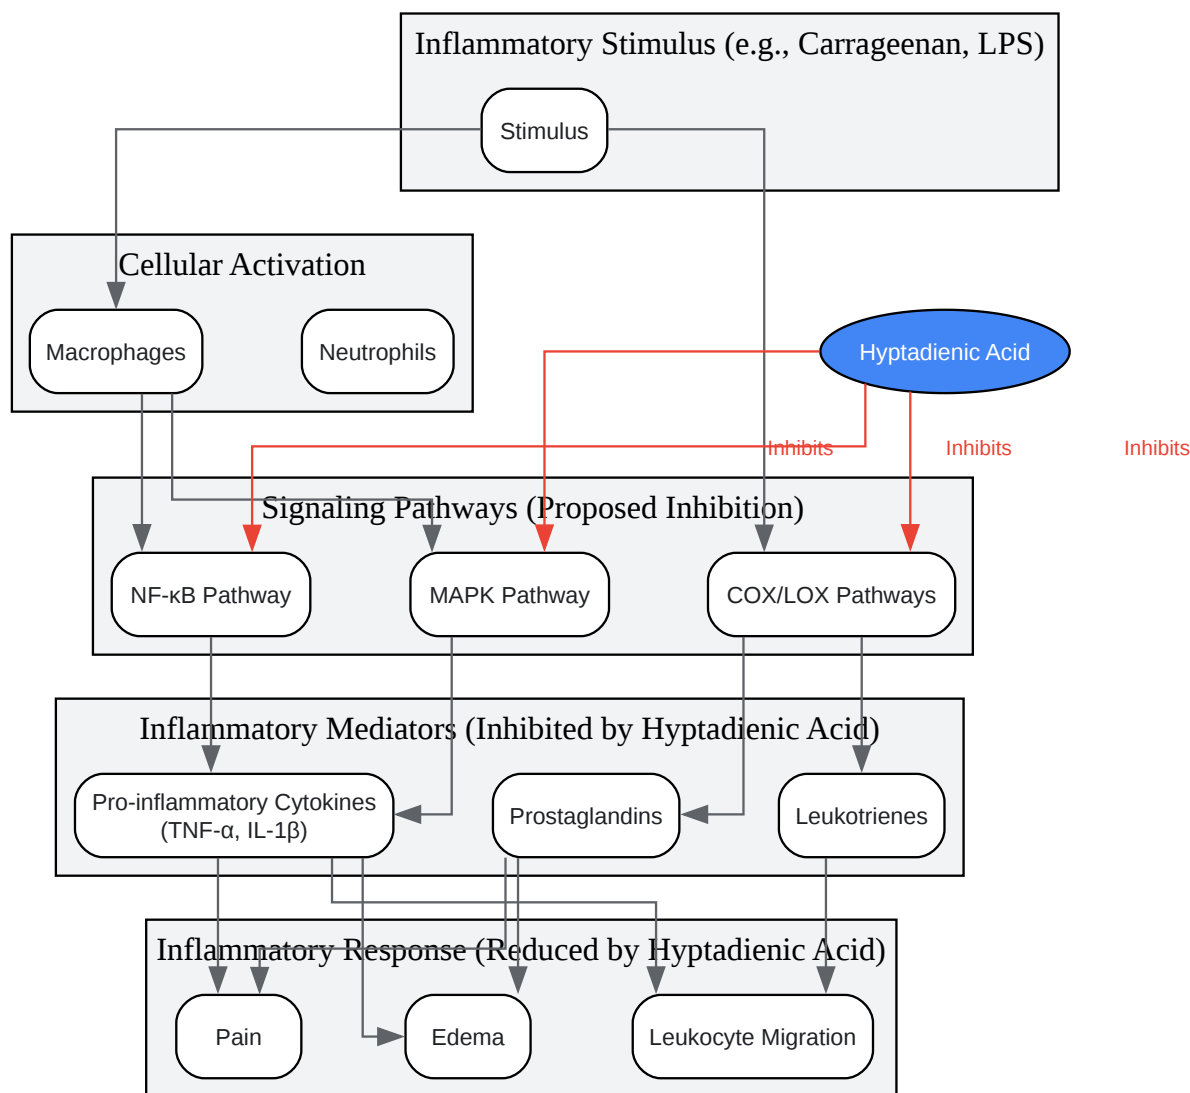 Inflammatory Stimulus (e.g., Carrageenan, LPS)
Stimulus
Cellular Activation
Macrophages
Neutrophils
Hyptadienic Acid
Inhibits
Inhibits
Inhibits
Signaling Pathways (Proposed Inhibition)
NF-κB Pathway
MAPK Pathway
COX/LOX Pathways
Inflammatory Mediators (Inhibited by Hyptadienic Acid)
Pro-inflammatory Cytokines
(TNF-α, IL-1β)
Prostaglandins
Leukotrienes
Inflammatory Response (Reduced by Hyptadienic Acid)
Pain
Edema
Leukocyte Migration